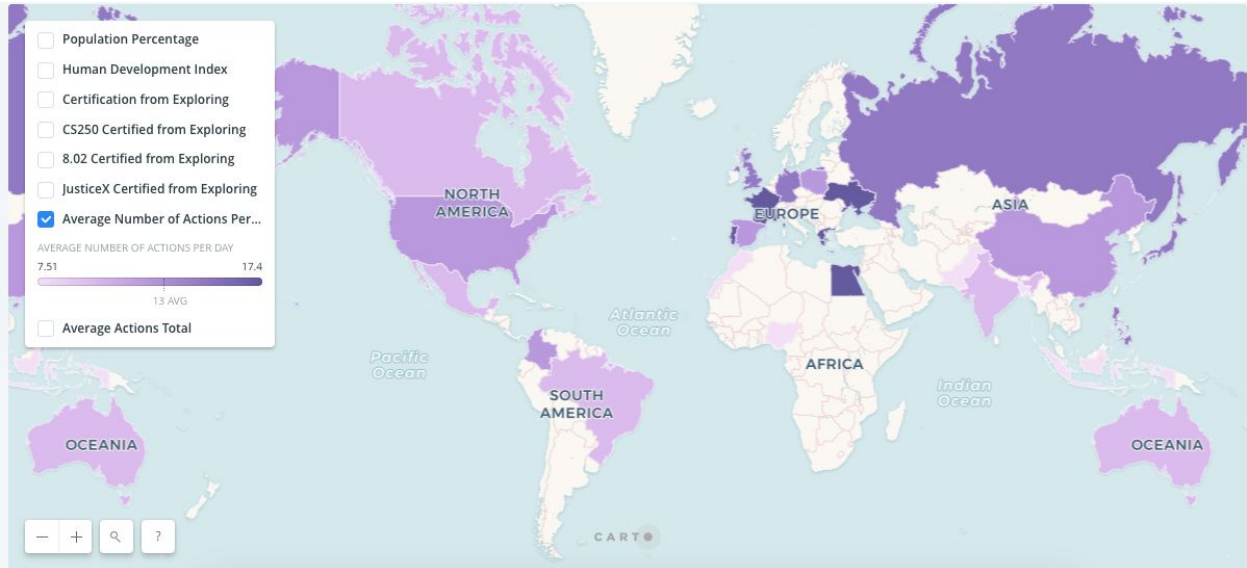 Population Percentage
Human Development Index
Certification from Exploring
CS250 Certified from Exploring
8.02 Certified from Exploring
JusticeX Certified from Exploring
Average Number of Actions Per...
AVERAGE NUMBER OF ACTIONS PER DAY
7.51 17.4
13 AVG
Average Actions Total
NORTH
AMERICA
EUROPE
ASIA
Atlantic
Ocean
Pacific
Ocean
AFRICA
SOUTH
AMERICA
Indian
Ocean
OCEANIA
OCEANIA
− + ?
CARTO